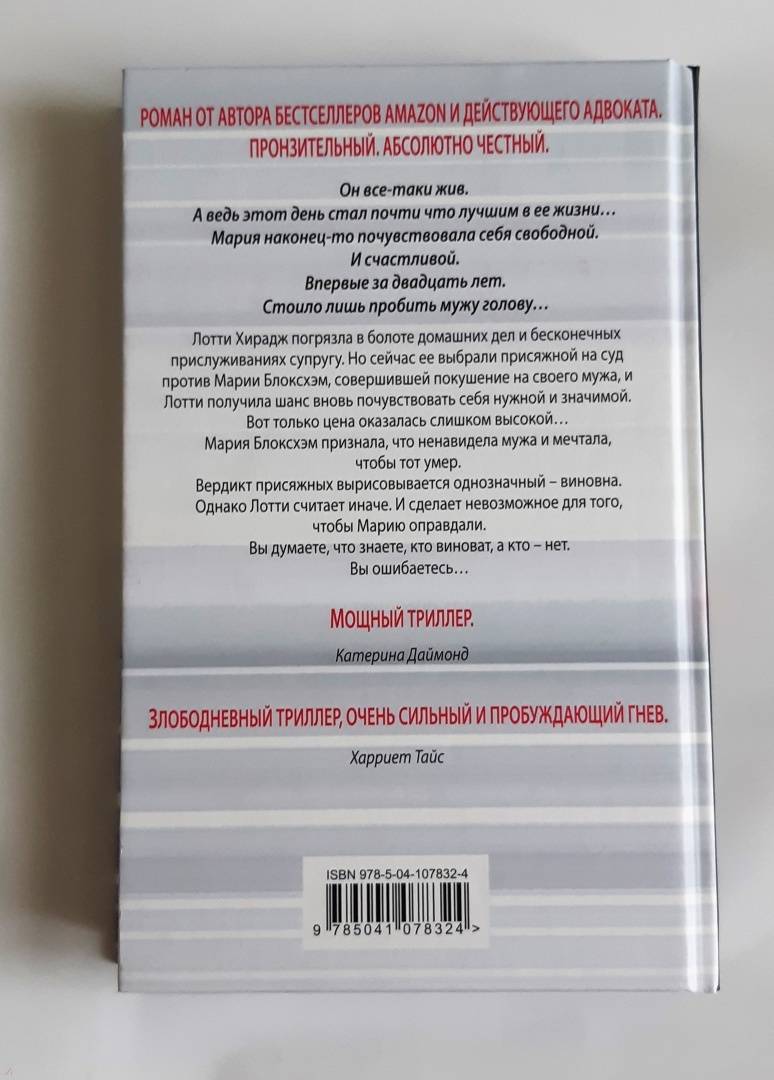 РОМАН ОТ АВТОРА БЕСТСЕЛЛЕРОВ AMAZON И ДЕЙСТВУЮЩЕГО АДВОКАТА.
ПРОНЗИТЕЛЬНЫЙ. АБСОЛЮТНО ЧЕСТНЫЙ.
Он все-таки жив.
А ведь этот день стал почти что лучшим в ее жизни...
Мария наконец-то почувствовала себя свободной.
И счастливой.
Впервые за двадцать лет.
Стоило лишь пробить мужу голову...
Лотти Хирадж погрязла в болоте домашних дел и бесконечных
прислуживаниях супругу. Но сейчас ее выбрали присяжной на суд
против Марии Блоксхэм, совершившей покушение на своего мужа, и
Лотти получила шанс вновь почувствовать себя нужной и значимой.
Вот только цена оказалась слишком высокой...
Мария Блоксхэм признала, что ненавидела мужа и мечтала,
чтобы тот умер.
Вердикт присяжных вырисовывается однозначный – виновна.
Однако Лотти считает иначе. И сделает невозможное для того,
чтобы Марию оправдали.
Вы думаете, что знаете, кто виноват, а кто – нет.
Вы ошибаетесь...
МОЩНЫЙ ТРИЛЛЕР.
Катерина Даймонд
ЗЛОБОДНЕВНЫЙ ТРИЛЛЕР, ОЧЕНЬ СИЛЬНЫЙ И ПРОБУЖДАЮЩИЙ ГНЕВ.
Харриет Тайс
ISBN 978-5-04-107832-4
9 785041 078324 >